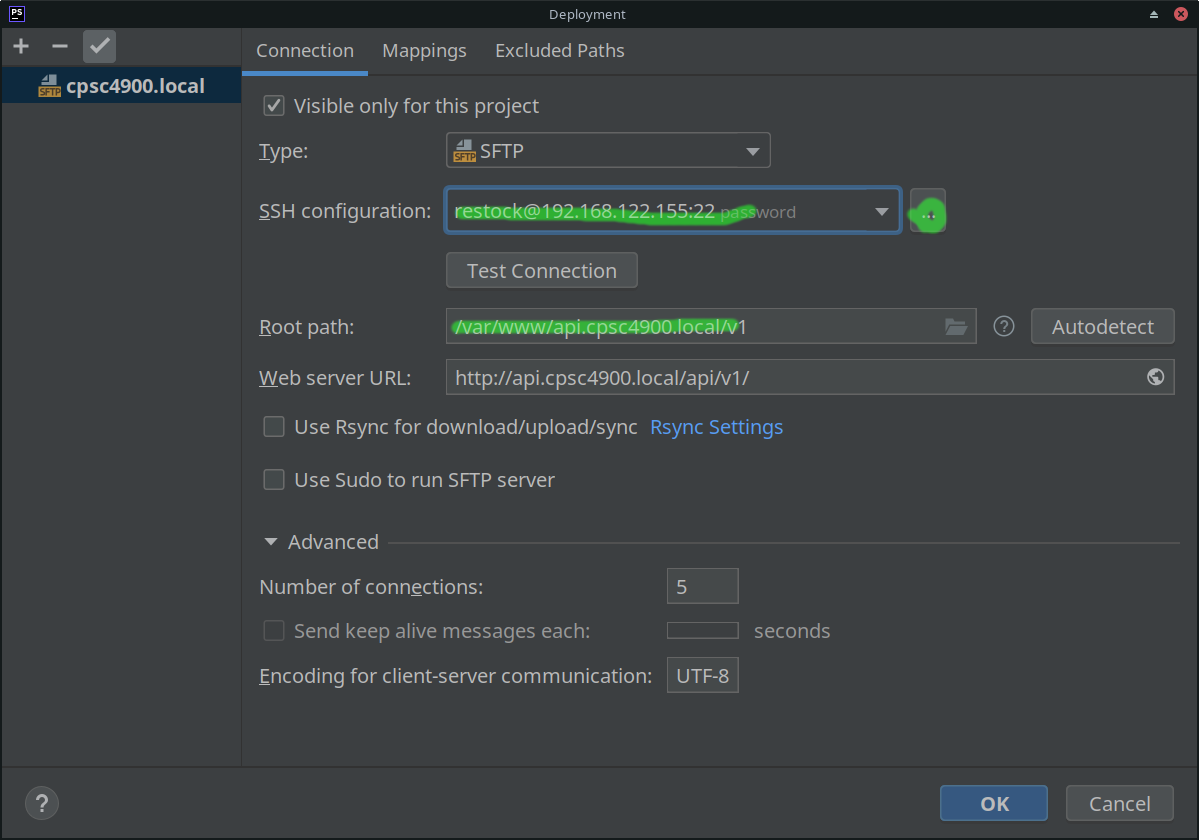 PS
Deployment
SFTP cpsc4900.local
Connection Mappings Excluded Paths
Visible only for this project
Type: SFTP SFTP
SSH configuration: restock@192.168.122.155:22 password ...
Test Connection
Root path: /var/www/api.cpsc4900.local/v1 ? Autodetect
Web server URL: http://api.cpsc4900.local/api/v1/
Use Rsync for download/upload/sync Rsync Settings
Use Sudo to run SFTP server
Advanced
Number of connections: 5
Send keep alive messages each: seconds
Encoding for client-server communication: UTF-8
? OK Cancel